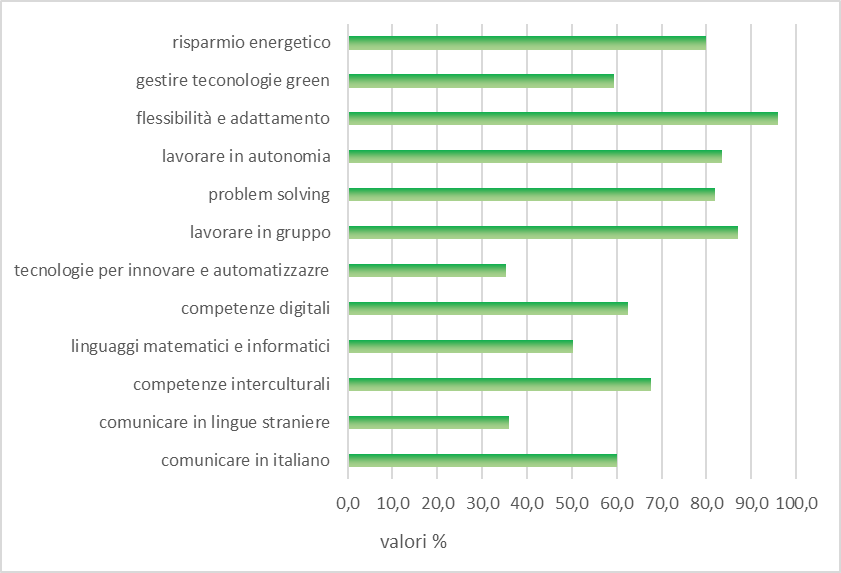 risparmio energetico
gestire teconologie green
flessibilità e adattamento
lavorare in autonomia
problem solving
lavorare in gruppo
tecnologie per innovare e automatizzazre
competenze digitali
linguaggi matematici e informatici
competenze interculturali
comunicare in lingue straniere
comunicare in italiano
0,0 10,0 20,0 30,0 40,0 50,0 60,0 70,0 80,0 90,0 100,0
valori %